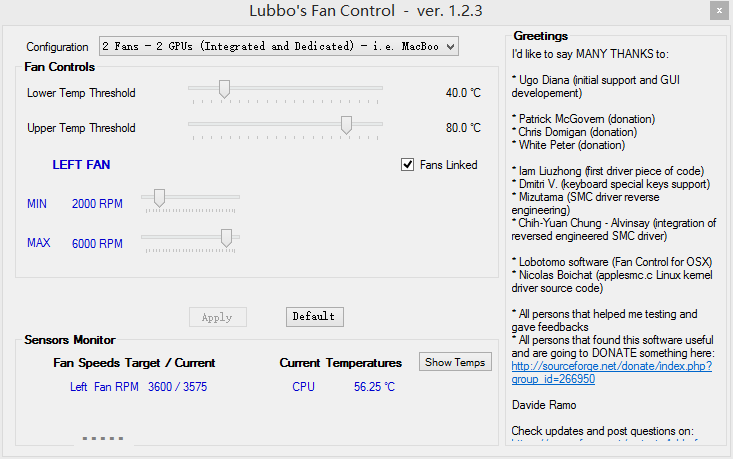 Lubbo's Fan Control - ver. 1.2.3
x
Configuration
2 Fans - 2 GPUs (Integrated and Dedicated) - i.e. MacBoo
Fan Controls
Lower Temp Threshold
40.0 °C
Upper Temp Threshold
80.0 °C
LEFT FAN
Fans Linked
MIN 2000 RPM
MAX 6000 RPM
Apply
Default
Sensors Monitor
Fan Speeds Target / Current
Current Temperatures
Show Temps
Left Fan RPM 3600 / 3575
CPU 56.25 °C
Greetings
I'd like to say MANY THANKS to:
* Ugo Diana (initial support and GUI
developement)
* Patrick McGovern (donation)
* Chris Domigan (donation)
* White Peter (donation)
* Iam Liuzhong (first driver piece of code)
* Dmitri V. (keyboard special keys support)
* Mizutama (SMC driver reverse
engineering)
* Chih-Yuan Chung - Alvinsay (integration of
reversed engineered SMC driver)
* Lobotomo software (Fan Control for OSX)
* Nicolas Boichat (applesmc.c Linux kernel
driver source code)
* All persons that helped me testing and
gave feedbacks
* All persons that found this software useful
and are going to DONATE something here:
http://sourceforge.net/donate/index.php?
group_id=266950
Davide Ramo
Check updates and post questions on: